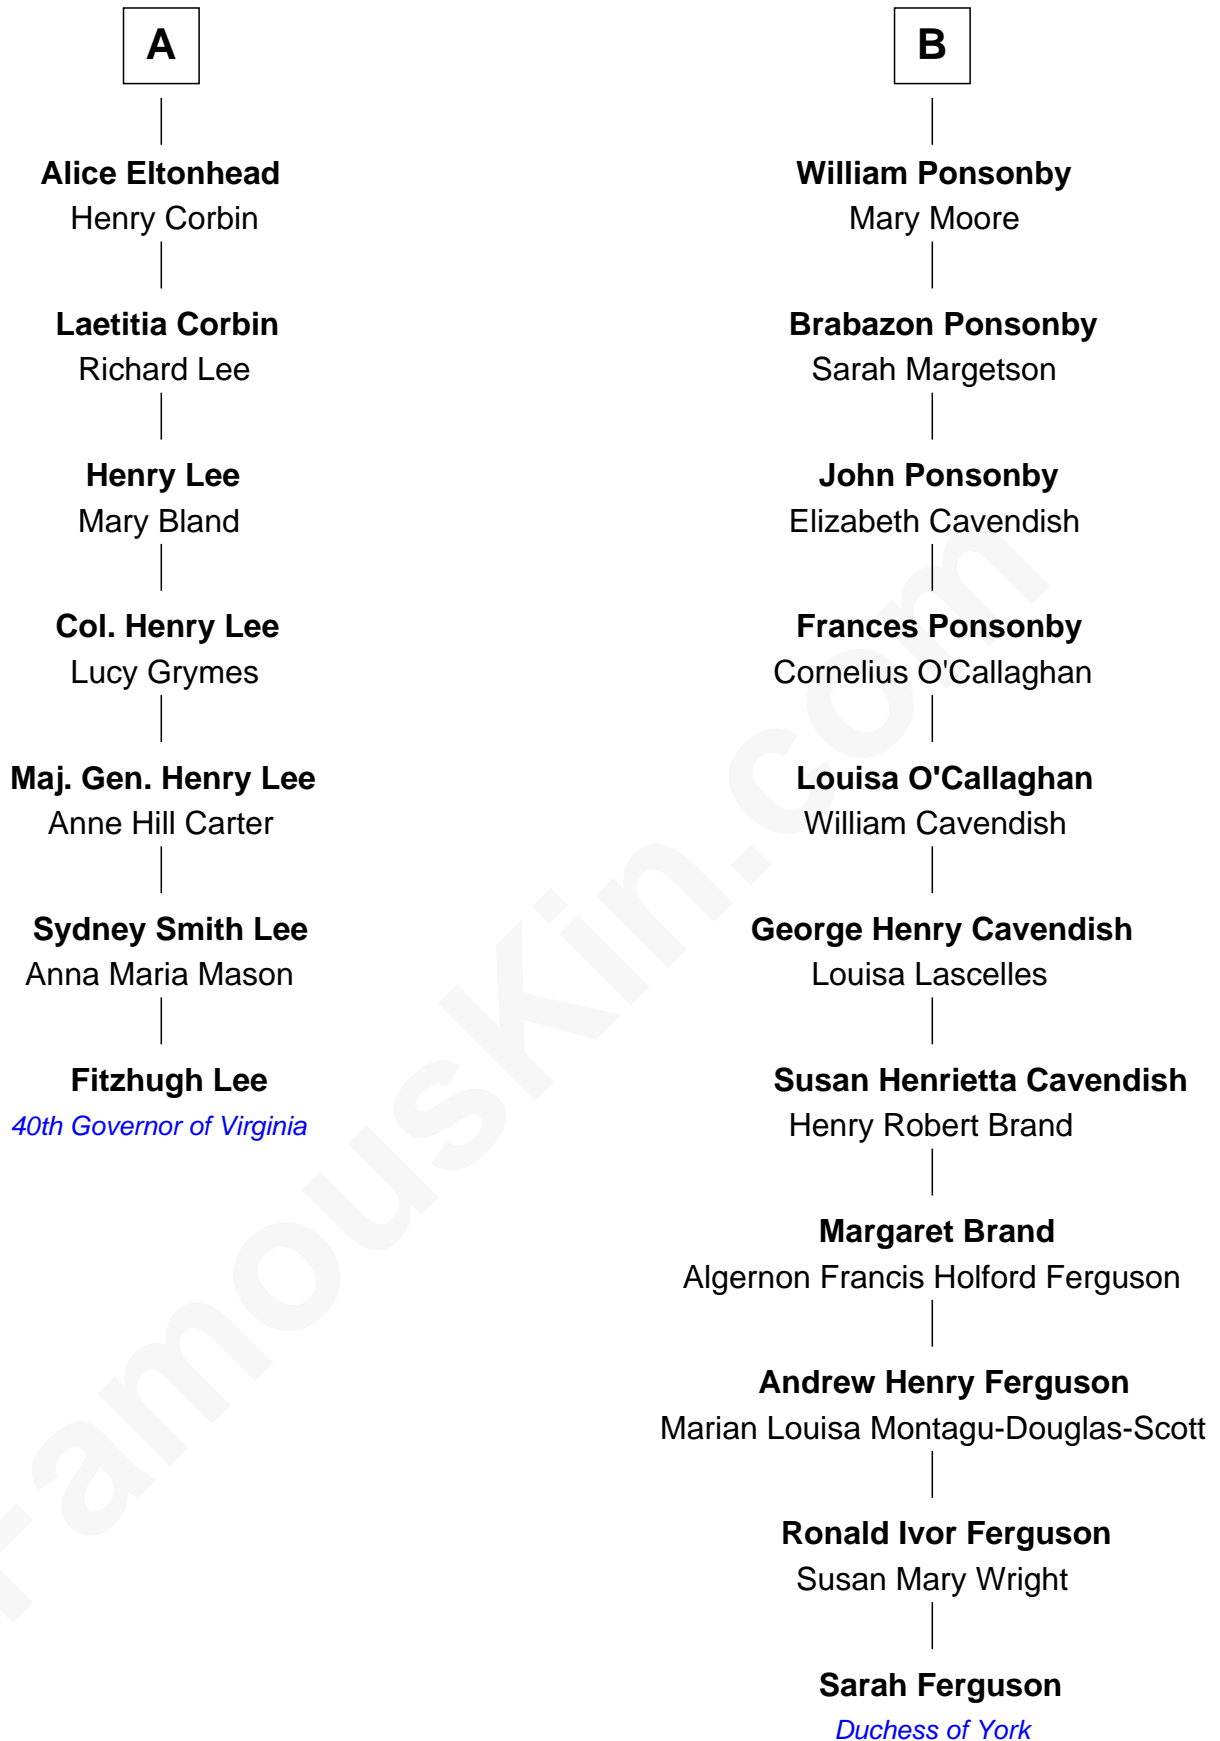 A
Alice Eltonhead
Henry Corbin
Laetitia Corbin
Richard Lee
Henry Lee
Mary Bland
Col. Henry Lee
Lucy Grymes
Maj. Gen. Henry Lee
Anne Hill Carter
Sydney Smith Lee
Anna Maria Mason
Fitzhugh Lee
40th Governor of Virginia
B
William Ponsonby
Mary Moore
Brabazon Ponsonby
Sarah Margetson
John Ponsonby
Elizabeth Cavendish
Frances Ponsonby
Cornelius O'Callaghan
Louisa O'Callaghan
William Cavendish
George Henry Cavendish
Louisa Lascelles
Susan Henrietta Cavendish
Henry Robert Brand
Margaret Brand
Algernon Francis Holford Ferguson
Andrew Henry Ferguson
Marian Louisa Montagu-Douglas-Scott
Ronald Ivor Ferguson
Susan Mary Wright
Sarah Ferguson
Duchess of York
FamousKin.com